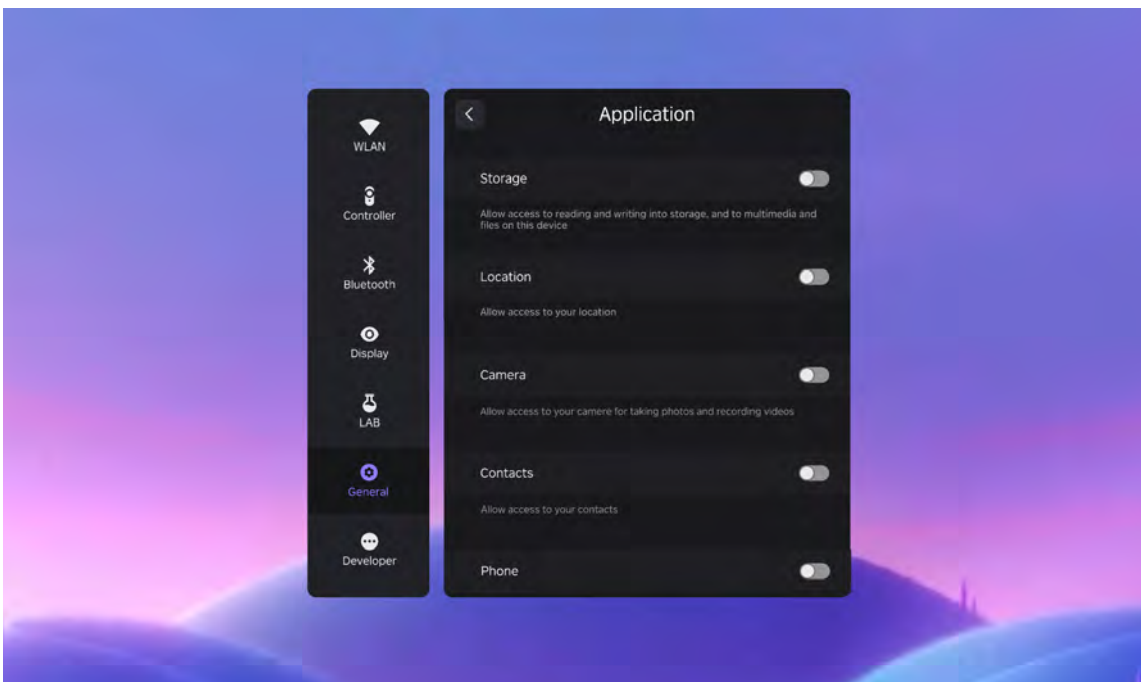 WLAN
Controller
Bluetooth
Display
LAB
General
Developer
Application
Storage
Allow access to reading and writing into storage, and to multimedia and
files on this device
Location
Allow access to your location
Camera
Allow access to your camere for taking photos and recording videos
Contacts
Allow access to your contacts
Phone